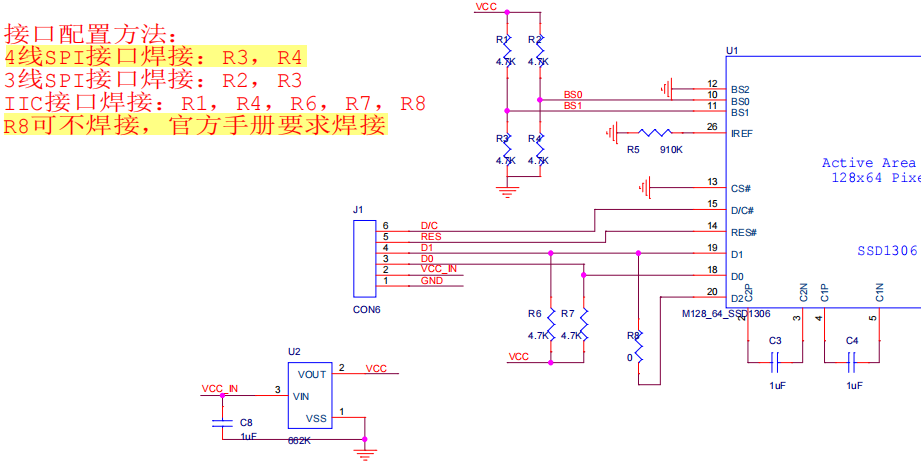 接口配置方法：
4线SPI接口焊接：R3，R4
3线SPI接口焊接：R2，R3
IIC接口焊接：R1，R4，R6，R7，R8
R8可不焊接，官方手册要求焊接
VCC
R1
R2
4.7K
4.7K
BS0
BS1
R3
R4
4.7K
4.7K
U1
12
BS2
10
BS0
11
BS1
26
IREF
R5
910K
Active Area
128x64 Pixe
13
CS#
15
D/C#
14
RES#
19
D1
18
D0
20
D2
SSD1306
M128_64_SSD1306
J1
6
D/C
5
RES
4
D1
3
D0
2
VCC_IN
1
GND
CON6
C2P
C2N
C1P
C1N
2
3
4
5
R6
R7
4.7K
4.7K
R8
0
VCC
C3
C4
1uF
1uF
U2
VOUT
2
VCC
VCC_IN
3
VIN
VSS
1
C8
1uF
662K